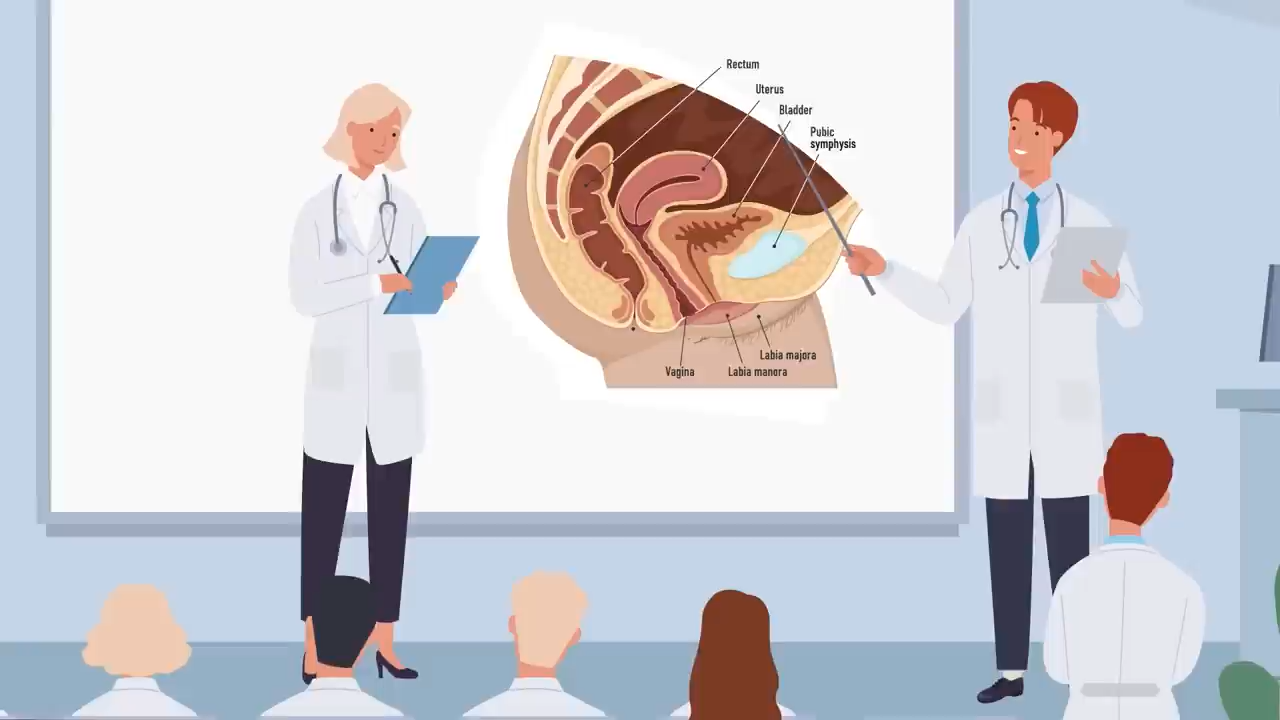 Rectum
Uterus
Bladder
Pubic
symphysis
Labia majora
Vagina
Labia manora